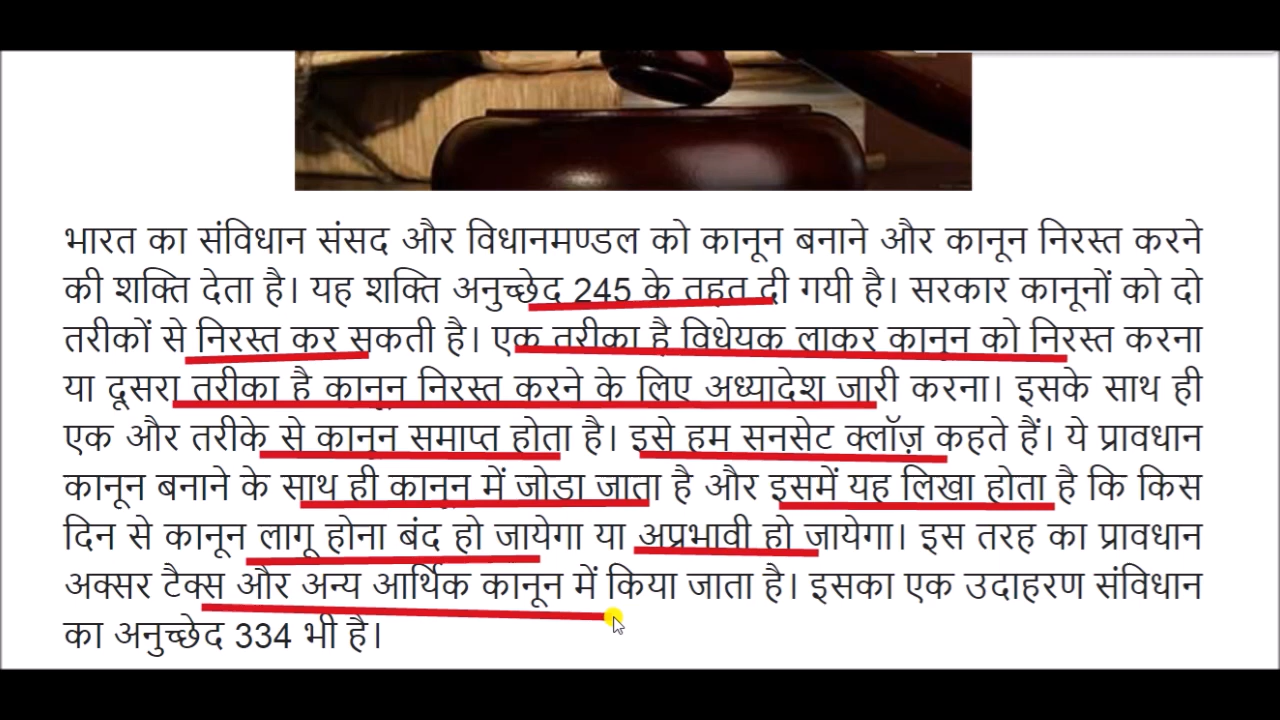 भारत का संविधान संसद और विधानमण्डल को कानून बनाने और कानून निरस्त करने
की शक्ति देता है। यह शक्ति अनुच्छेद 245 के तहत दी गयी है। सरकार कानूनों को दो
तरीकों से निरस्त कर सकती है। एक तरीका है विधेयक लाकर कानून को निरस्त करना
या दूसरा तरीका है कानून निरस्त करने के लिए अध्यादेश जारी करना। इसके साथ ही
एक और तरीके से कानून समाप्त होता है। इसे हम सनसेट क्लॉज़ कहते हैं। ये प्रावधान
कानून बनाने के साथ ही कानून में जोडा जाता है और इसमें यह लिखा होता है कि किस
दिन से कानून लागू होना बंद हो जायेगा या अप्रभावी हो जायेगा। इस तरह का प्रावधान
अक्सर टैक्स और अन्य आर्थिक कानून में किया जाता है। इसका एक उदाहरण संविधान
का अनुच्छेद 334 भी है।